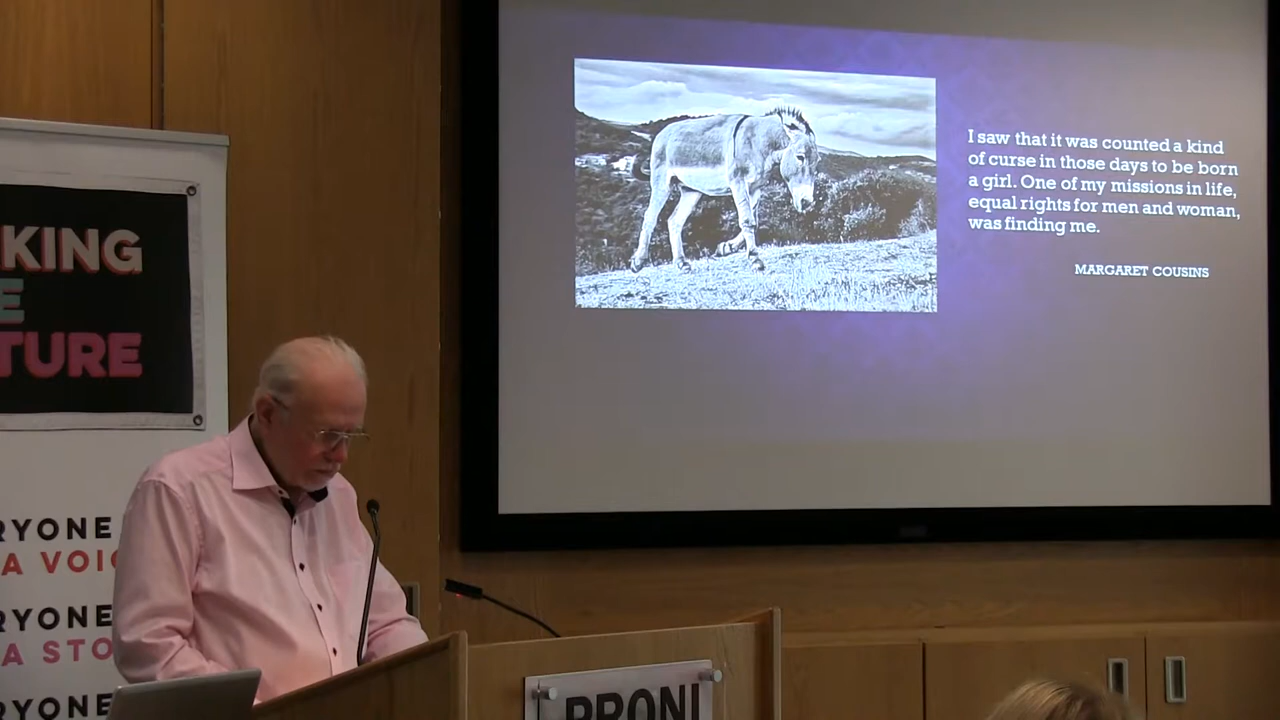 KING
E
TURE
RYONE
A VOIC
RYONE
A STO
RYONE
I saw that it was counted a kind
of curse in those days to be born
a girl. One of my missions in life,
equal rights for men and woman,
was finding me.
MARGARET COUSINS
PRONI